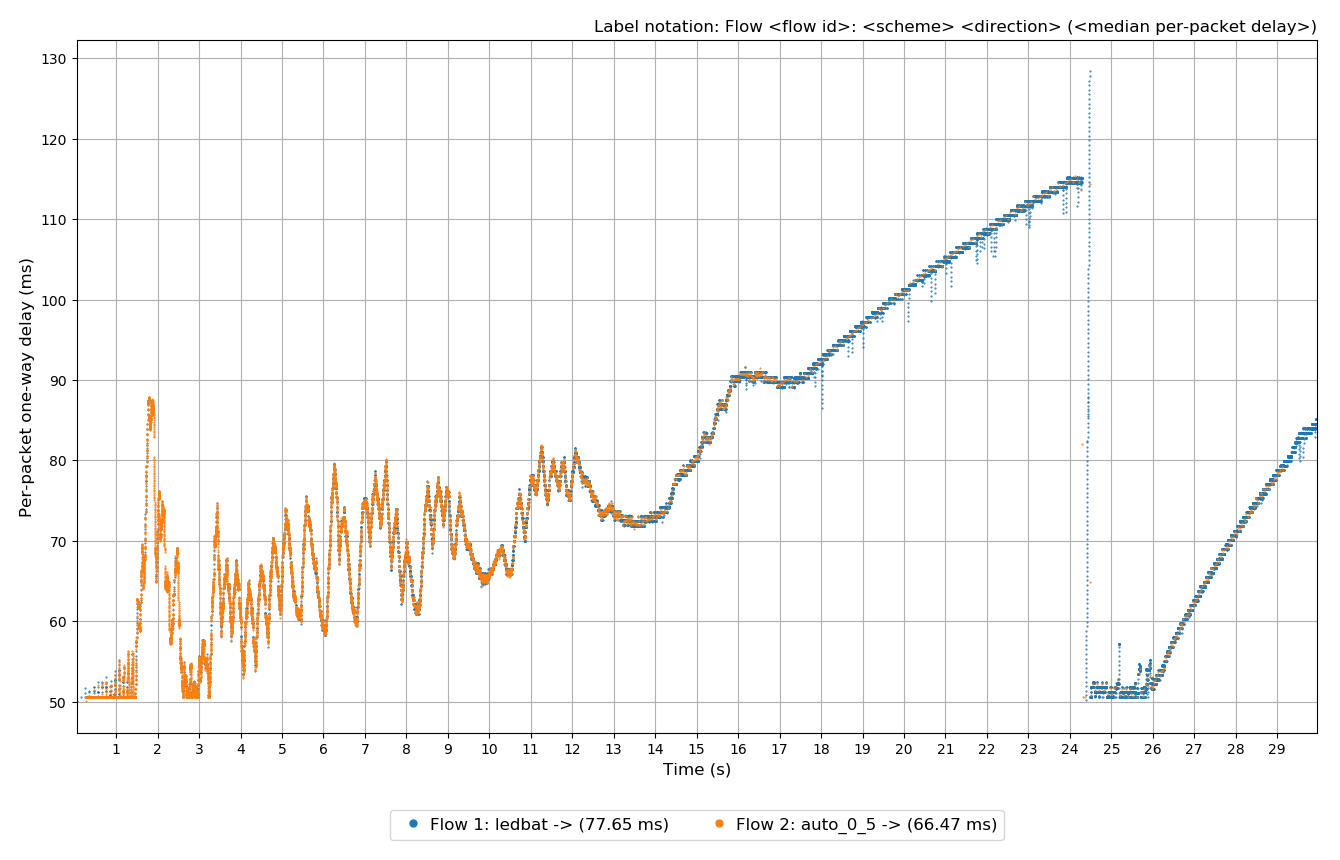 Label notation: Flow <flow id>: <scheme> <direction> (<median per-packet delay>)
130
120
110
100
90
80
70
60
50
Per-packet one-way delay (ms)
1 2 3 4 5 6 7 8 9 10 11 12 13 14 15 16 17 18 19 20 21 22 23 24 25 26 27 28 29
Time (s)
Flow 1: ledbat -> (77.65 ms) Flow 2: auto_0_5 -> (66.47 ms)